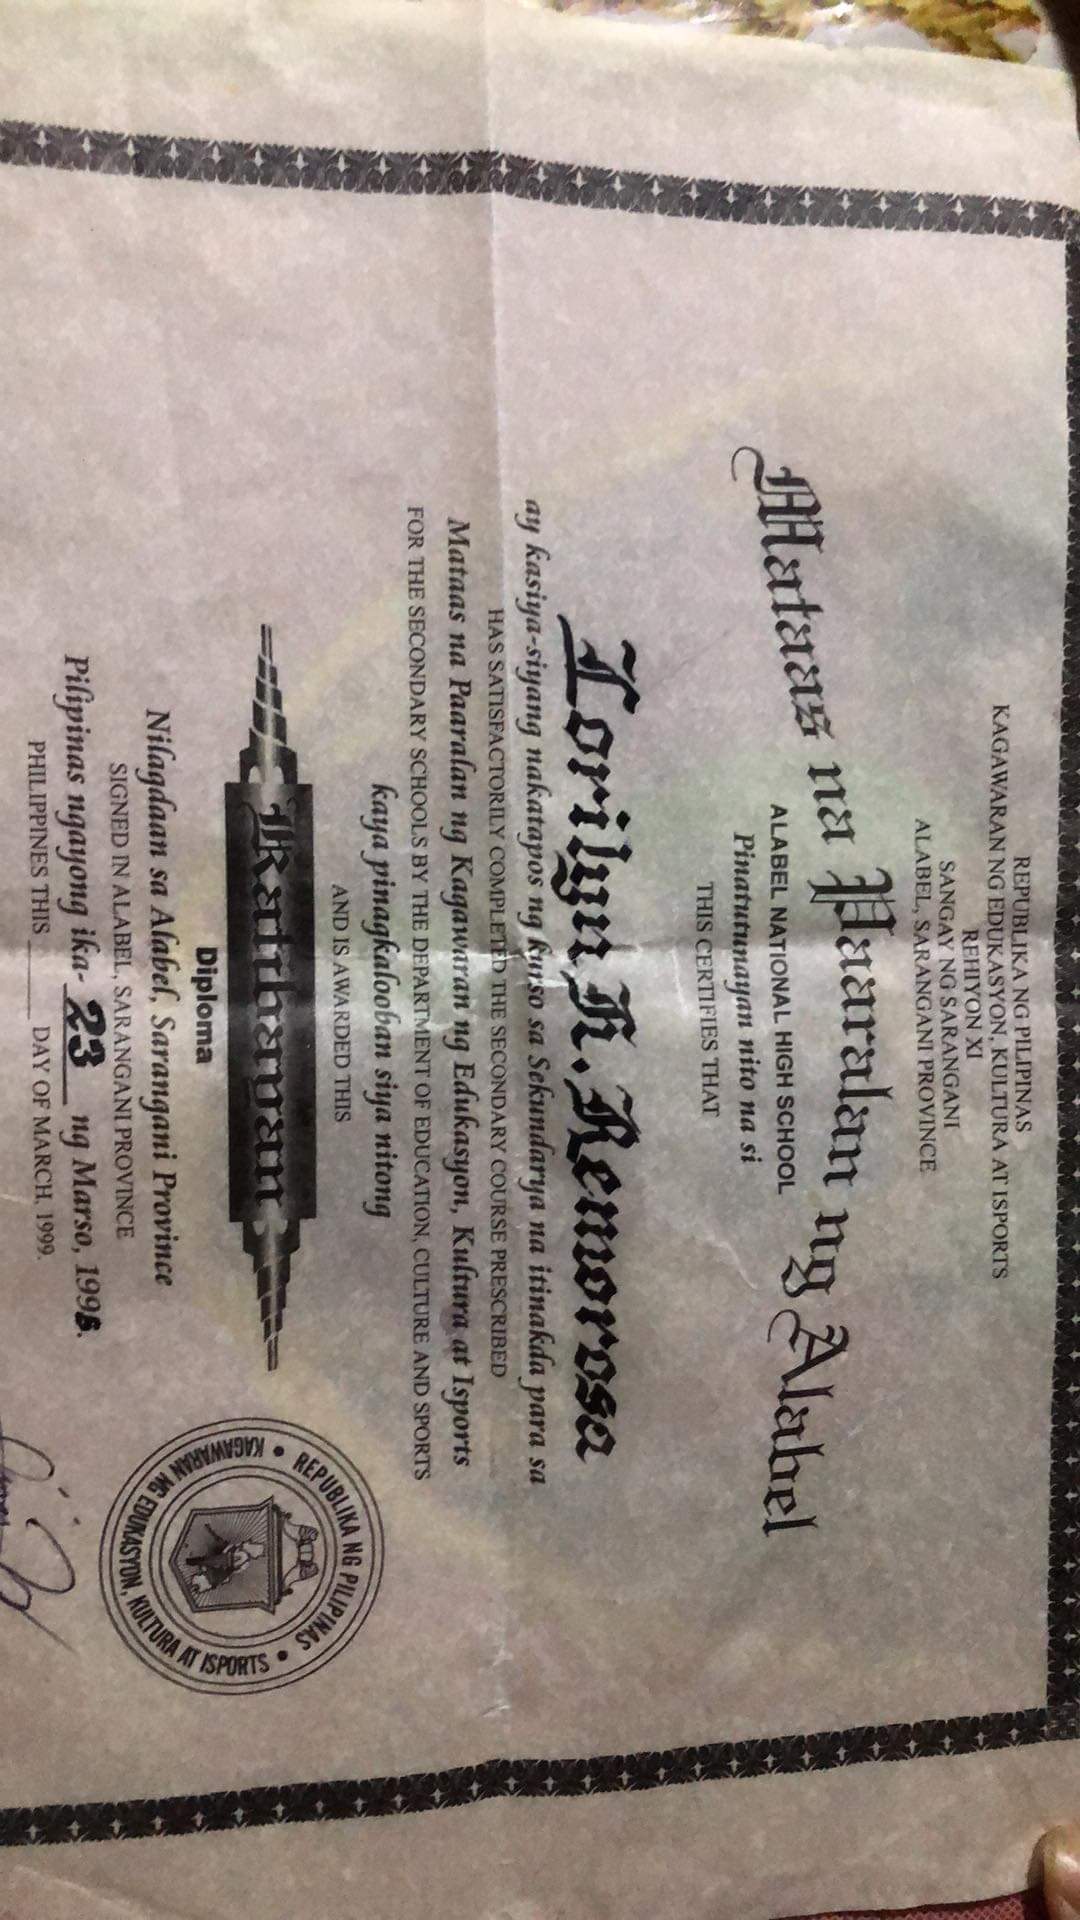 REPUBLIKA NG PILIPINAS
KAGAWARAN NG EDUKASYON, KULTURA AT ISPORTS
REHIYON XI
SANGAY NG SARANGANI
ALABEL, SARANGANI PROVINCE
Mataas na Paaralan ng Alabel
ALABEL NATIONAL HIGH SCHOOL
Pinatutunayan nito na si
THIS CERTIFIES THAT
Lorilyn K. Remorosa
ay kasiya-siyang nakatapos ng kurso sa Sekundarya na itinakda para sa
HAS SATISFACTORILY COMPLETED THE SECONDARY COURSE PRESCRIBED
Mataas na Paaralan ng Kagawaran ng Edukasyon, Kultura at Isports
FOR THE SECONDARY SCHOOLS BY THE DEPARTMENT OF EDUCATION, CULTURE AND SPORTS
kaya pinagkalooban siya nitong
AND IS AWARDED THIS
Katibayan
Diploma
Nilagdaan sa Alabel, Sarangani Province
SIGNED IN ALABEL, SARANGANI PROVINCE
Pilipinas ngayong ika- 23 ng Marso,
PHILIPPINES THIS ______ DAY OF MARCH, 1999.
REPUBLIKA NG PILIPINAS • KAGAWARAN NG EDUKASYON, KULTURA AT ISPORTS •